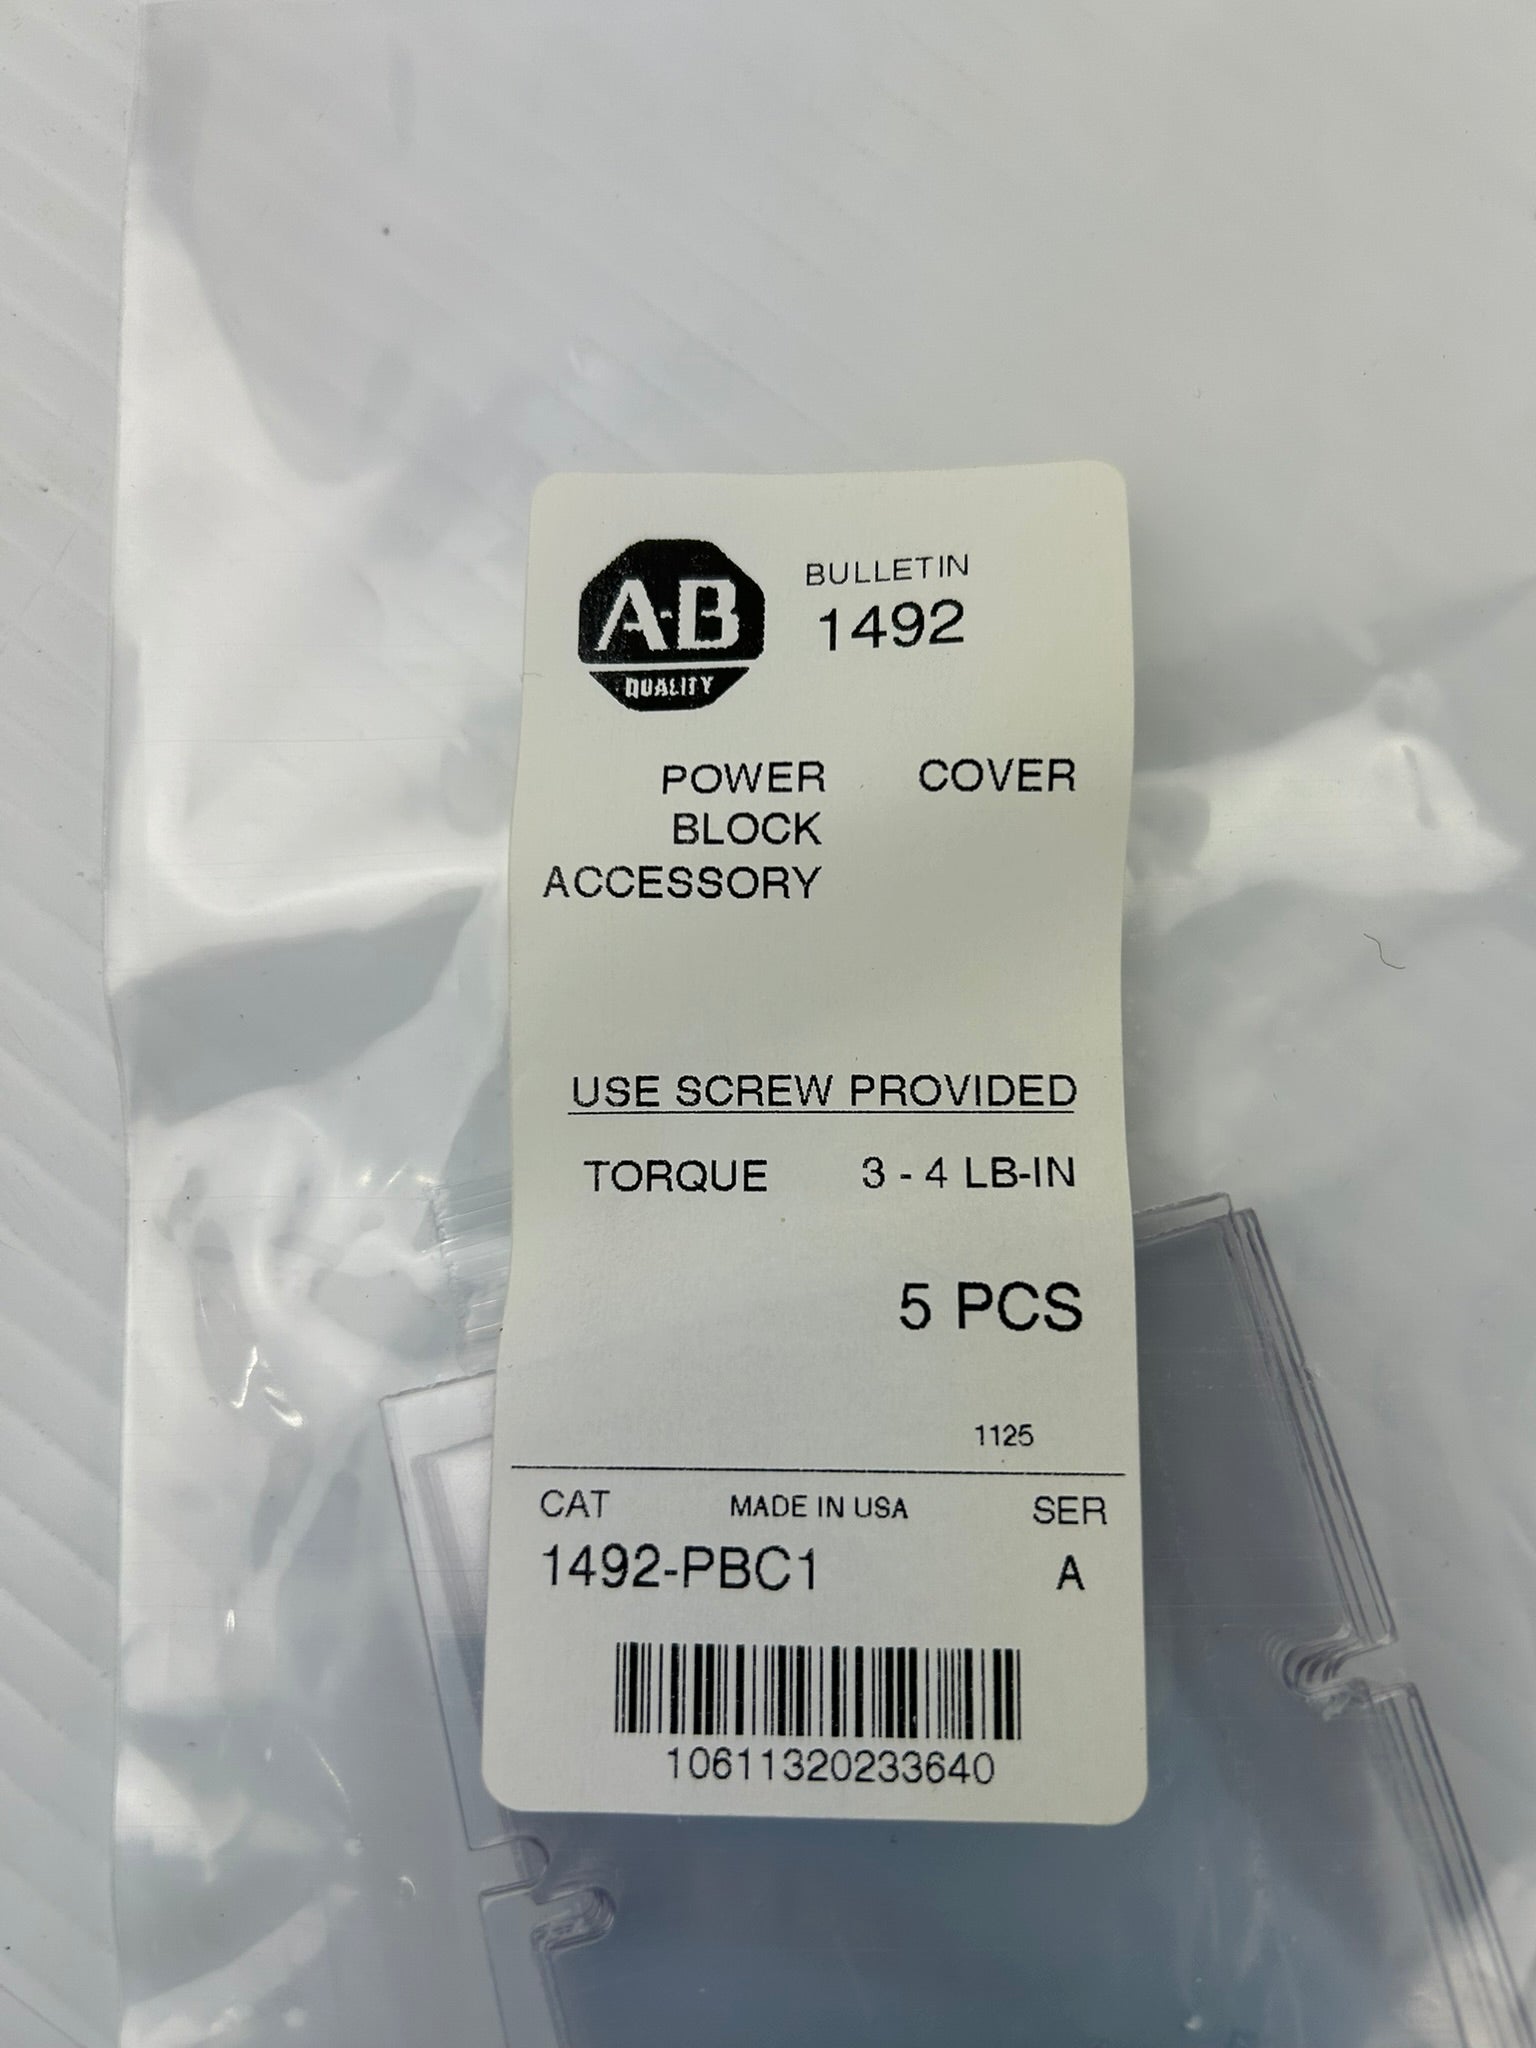 A-B
QUALITY
BULLETIN
1492
POWER COVER
BLOCK
ACCESSORY
USE SCREW PROVIDED
TORQUE 3 - 4 LB-IN
5 PCS
1125
CAT MADE IN USA SER
1492-PBC1 A
10611320233640